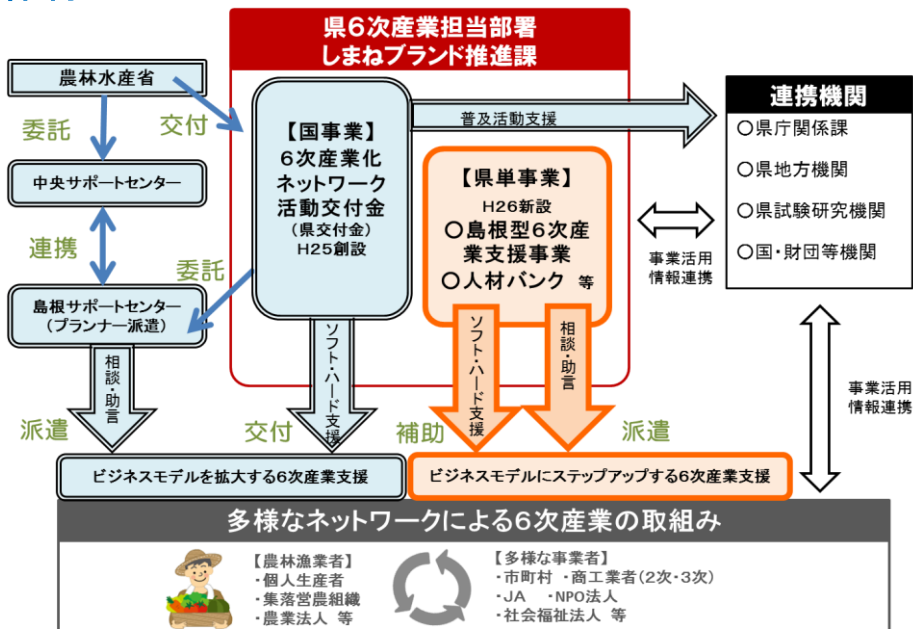 県６次産業担当部署
しまねブランド推進課
農林水産省
委託
交付
中央サポートセンター
連携
委託
島根サポートセンター
（プランナー派遣）
相談・助言
派遣
【国事業】
６次産業化
ネットワーク
活動交付金
（県交付金）
H25創設
普及活動支援
【県単事業】
H26新設
○島根型６次産
業支援事業
○人材バンク 等
ソフト・ハード支援
交付
ソフト・ハード支援
補助
相談・助言
派遣
連携機関
○県庁関係課
○県地方機関
○県試験研究機関
○国・財団等機関
事業活用
情報連携
事業活用
情報連携
ビジネスモデルを拡大する６次産業支援
ビジネスモデルにステップアップする６次産業支援
多様なネットワークによる６次産業の取組み
【農林漁業者】
・個人生産者
・集落営農組織
・農業法人 等
【多様な事業者】
・市町村 ・商工業者（２次・３次）
・JA ・NPO法人
・社会福祉法人 等